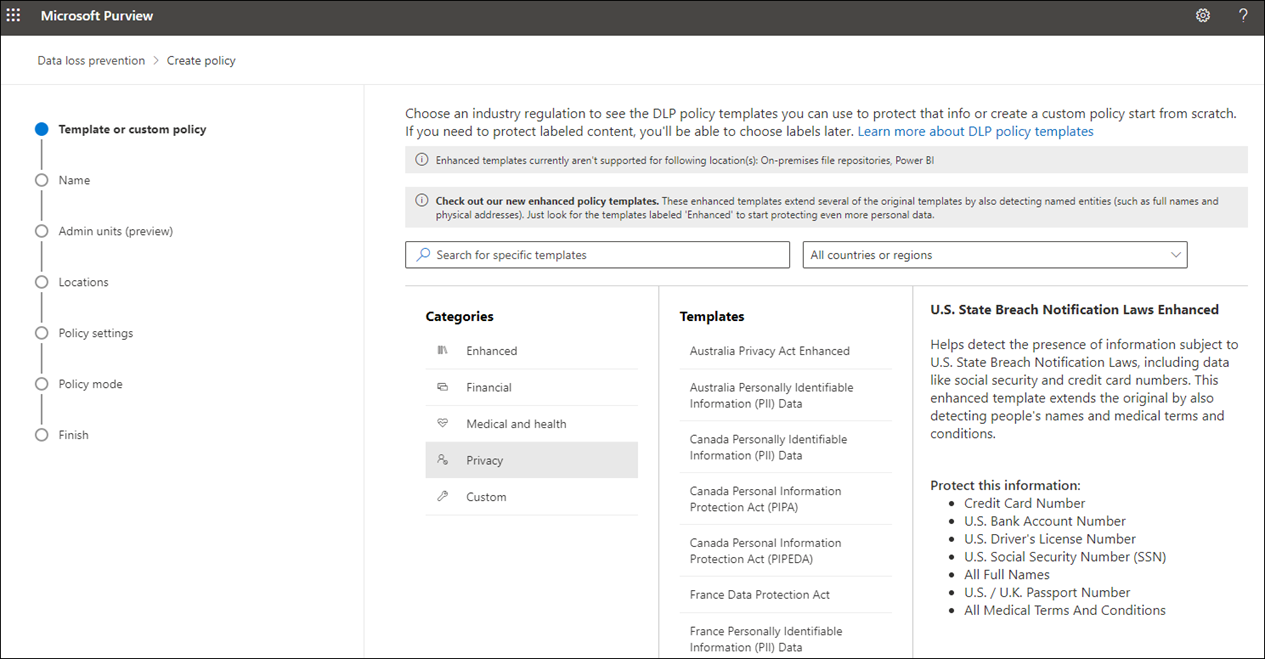 Microsoft Purview
?
Data loss prevention > Create policy
Template or custom policy
Name
Admin units (preview)
Locations
Policy settings
Policy mode
Finish
Choose an industry regulation to see the DLP policy templates you can use to protect that info or create a custom policy start from scratch.
If you need to protect labeled content, you'll be able to choose labels later. Learn more about DLP policy templates
Enhanced templates currently aren't supported for following location(s): On-premises file repositories, Power BI
Check out our new enhanced policy templates. These enhanced templates extend several of the original templates by also detecting named entities (such as full names and
physical addresses). Just look for the templates labeled 'Enhanced' to start protecting even more personal data.
Search for specific templates
All countries or regions
Categories
Enhanced
Financial
Medical and health
Privacy
Custom
Templates
Australia Privacy Act Enhanced
Australia Personally Identifiable
Information (PII) Data
Canada Personally Identifiable
Information (PII) Data
Canada Personal Information
Protection Act (PIPA)
Canada Personal Information
Protection Act (PIPEDA)
France Data Protection Act
France Personally Identifiable
Information (PII) Data
U.S. State Breach Notification Laws Enhanced
Helps detect the presence of information subject to
U.S. State Breach Notification Laws, including data
like social security and credit card numbers. This
enhanced template extends the original by also
detecting people's names and medical terms and
conditions.
Protect this information:
• Credit Card Number
• U.S. Bank Account Number
• U.S. Driver's License Number
• U.S. Social Security Number (SSN)
• All Full Names
• U.S. / U.K. Passport Number
• All Medical Terms And Conditions